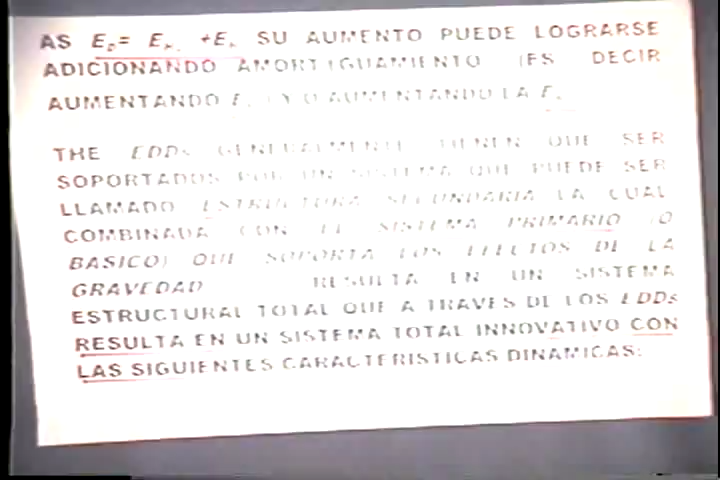 AS E = E +E SU AUMENTO PUEDE LOGRARSE
ADICIONANDO AMORTIGUAMIENTO (ES DECIR
AUMENTANDO E Y O AUMENTANDO LA E
THE EDDs GENERALMENTE TIENEN QUE SER
SOPORTADOS POR UN SISTEMA QUE PUEDE SER
LLAMADO ESTRUCTURA SECUNDARIA LA CUAL
COMBINADA CON EL SISTEMA PRIMARIO (O
BASICO) QUE SOPORTA LOS EFECTOS DE LA
GRAVEDAD RESULTA EN UN SISTEMA
ESTRUCTURAL TOTAL QUE A TRAVES DE LOS EDDs
RESULTA EN UN SISTEMA TOTAL INNOVATIVO CON
LAS SIGUIENTES CARACTERISTICAS DINAMICAS: